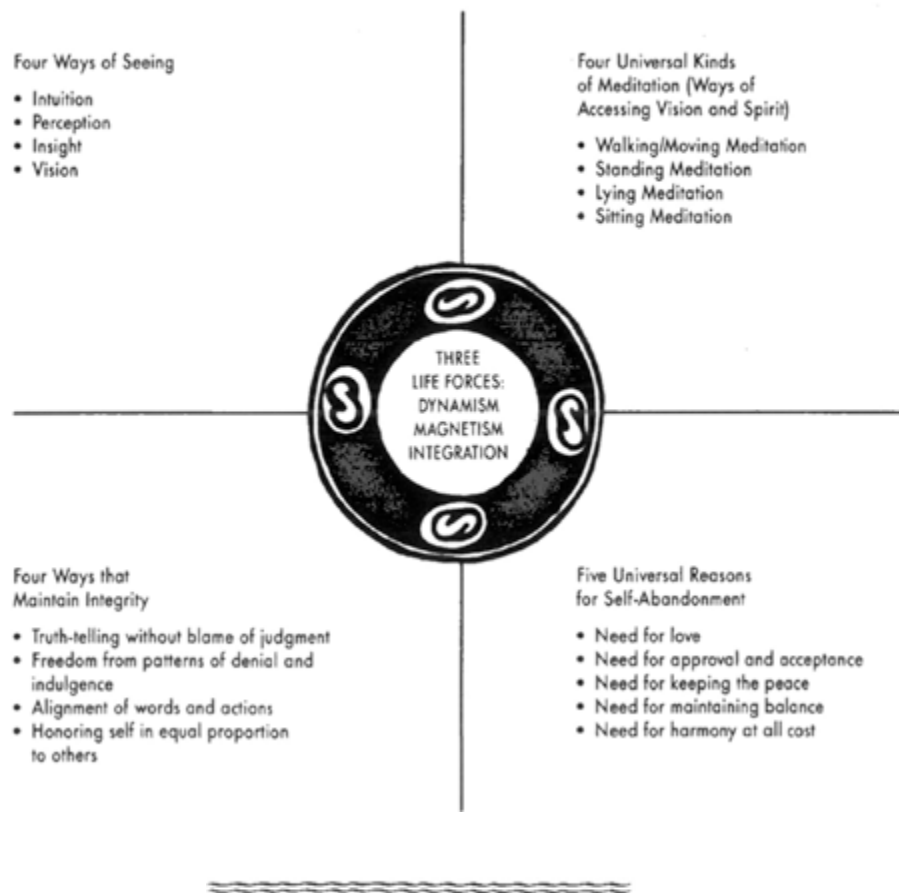 Four Ways of Seeing
• Intuition
• Perception
• Insight
• Vision
Four Universal Kinds
of Meditation (Ways of
Accessing Vision and Spirit)
• Walking/Moving Meditation
• Standing Meditation
• Lying Meditation
• Sitting Meditation
THREE
LIFE FORCES:
DYNAMISM
MAGNETISM
INTEGRATION
Four Ways that
Maintain Integrity
• Truth-telling without blame of judgment
• Freedom from patterns of denial and
indulgence
• Alignment of words and actions
• Honoring self in equal proportion
to others
Five Universal Reasons
for Self-Abandonment
• Need for love
• Need for approval and acceptance
• Need for keeping the peace
• Need for maintaining balance
• Need for harmony at all cost